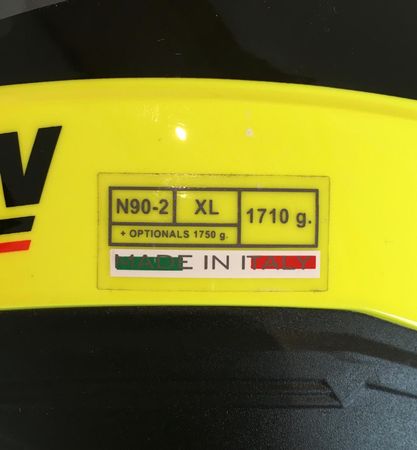 W
N90-2 XL 1710 g.
+ OPTIONALS 1750 g.
MADE IN ITALY